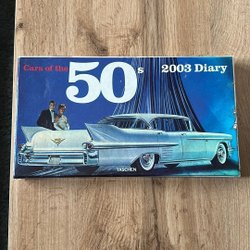 Cars of the 50s 2003 Diary
TASCHEN